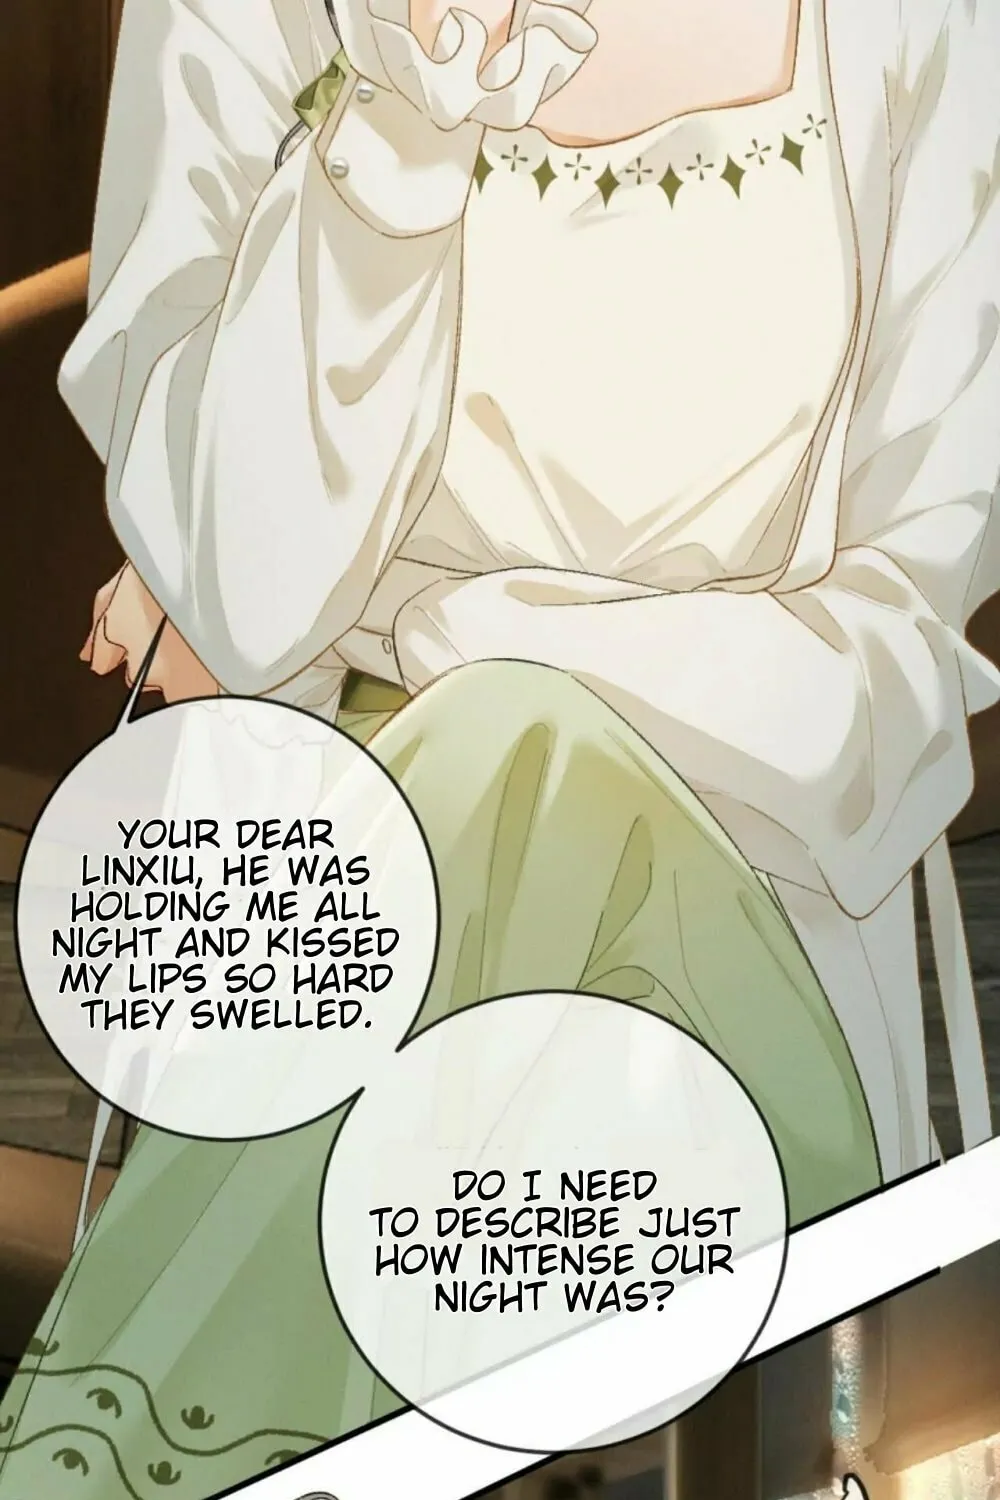 YOUR DEAR
LINXIU, HE WAS
HOLDING ME ALL
NIGHT AND KISSED
MY LIPS SO HARD
THEY SWELLED.
DO I NEED
TO DESCRIBE JUST
HOW INTENSE OUR
NIGHT WAS?